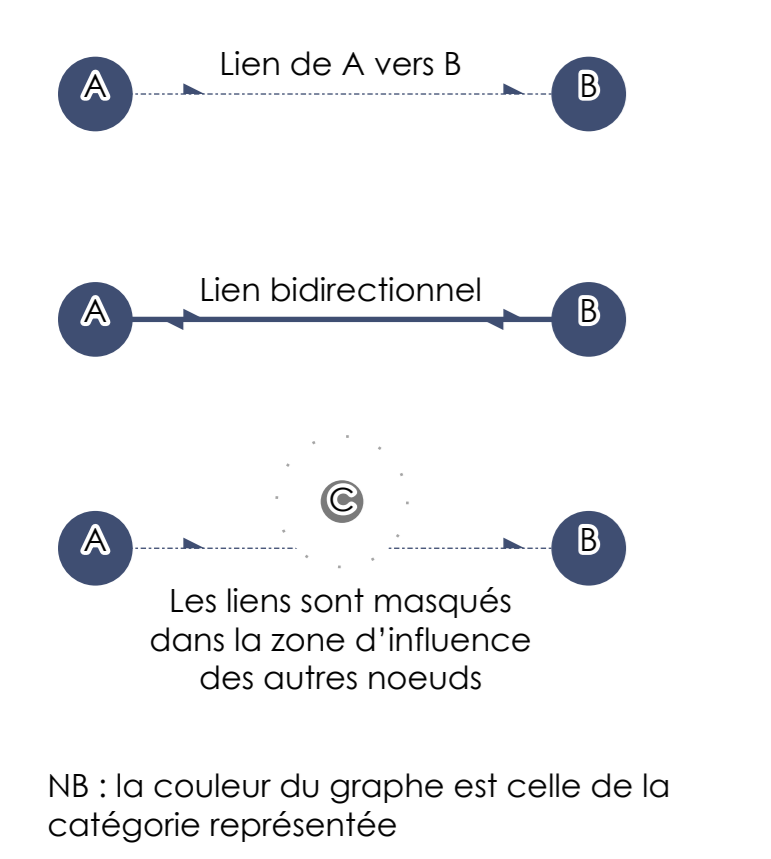 Lien de A vers B
A
B
Lien bidirectionnel
A
B
C
A
B
Les liens sont masqués
dans la zone d’influence
des autres noeuds
NB : la couleur du graphe est celle de la
catégorie représentée